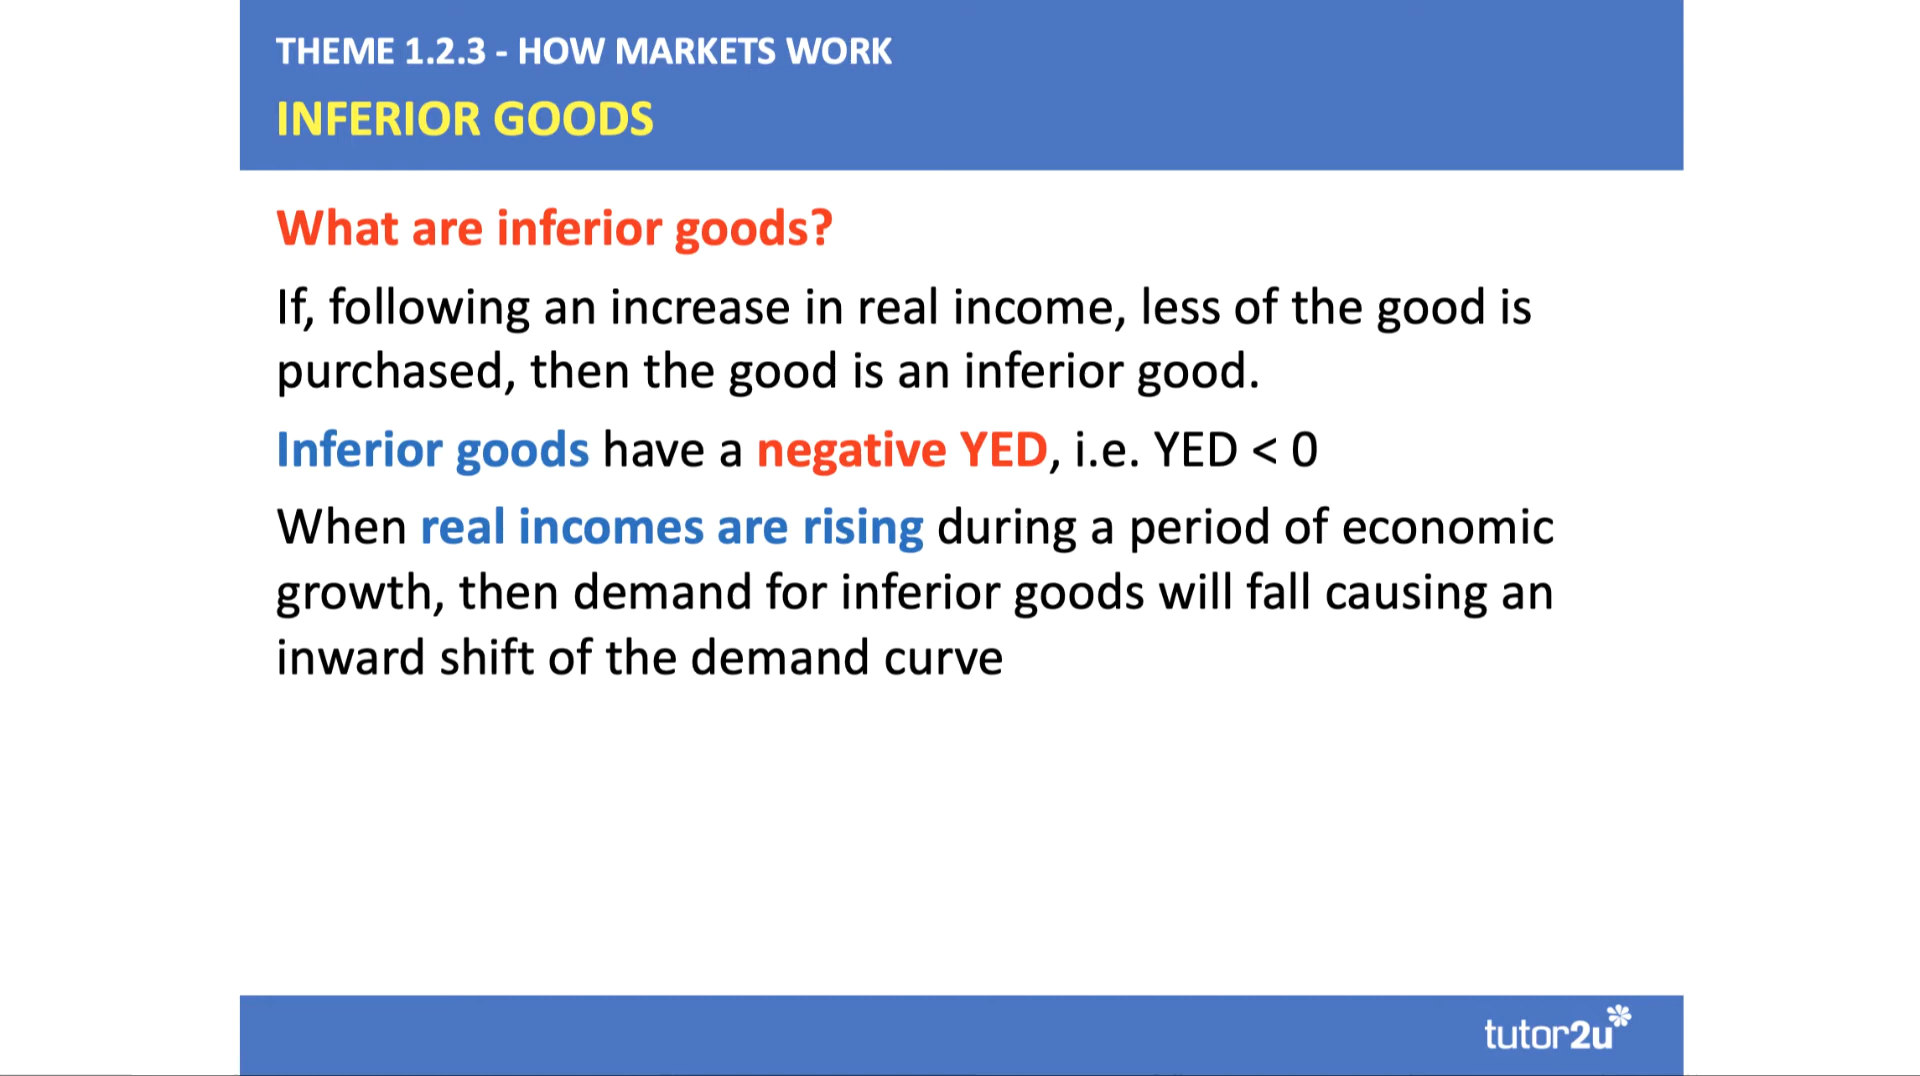 THEME 1.2.3 - HOW MARKETS WORK
INFERIOR GOODS
What are inferior goods?
If, following an increase in real income, less of the good is
purchased, then the good is an inferior good.
Inferior goods have a negative YED, i.e. YED < 0
When real incomes are rising during a period of economic
growth, then demand for inferior goods will fall causing an
inward shift of the demand curve
tutor2u